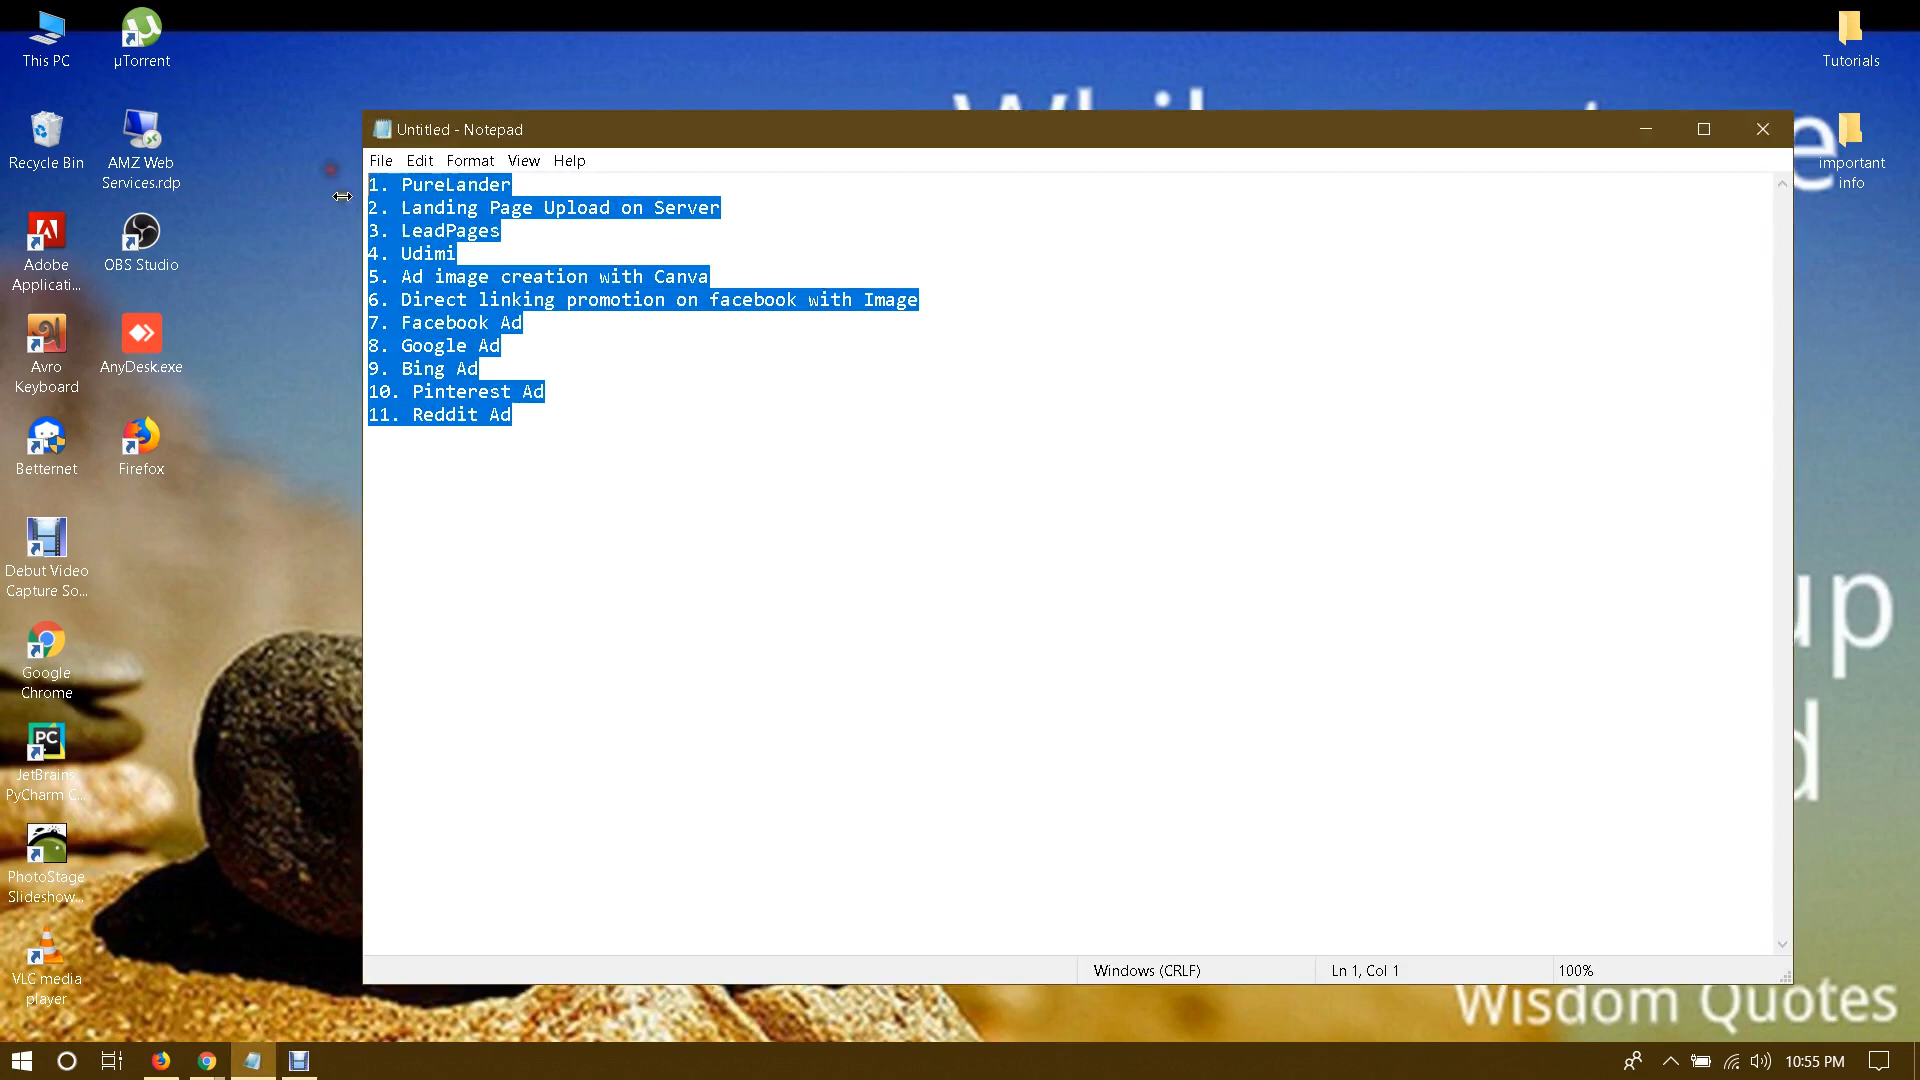 This PC
µTorrent
Tutorials
Recycle Bin
AMZ Web
Services.rdp
important
info
Adobe
Applicati...
OBS Studio
Avro
Keyboard
AnyDesk.exe
Betternet
Firefox
Debut Video
Capture So...
Google
Chrome
PC
JetBrains
PyCharm C...
PhotoStage
Slideshow...
VLC media
player
Untitled - Notepad
File Edit Format View Help
1. PureLander
2. Landing Page Upload on Server
3. LeadPages
4. Udimi
5. Ad image creation with Canva
6. Direct linking promotion on facebook with Image
7. Facebook Ad
8. Google Ad
9. Bing Ad
10. Pinterest Ad
11. Reddit Ad
Windows (CRLF)
Ln 1, Col 1
100%
up
Wisdom Quotes
10:55 PM